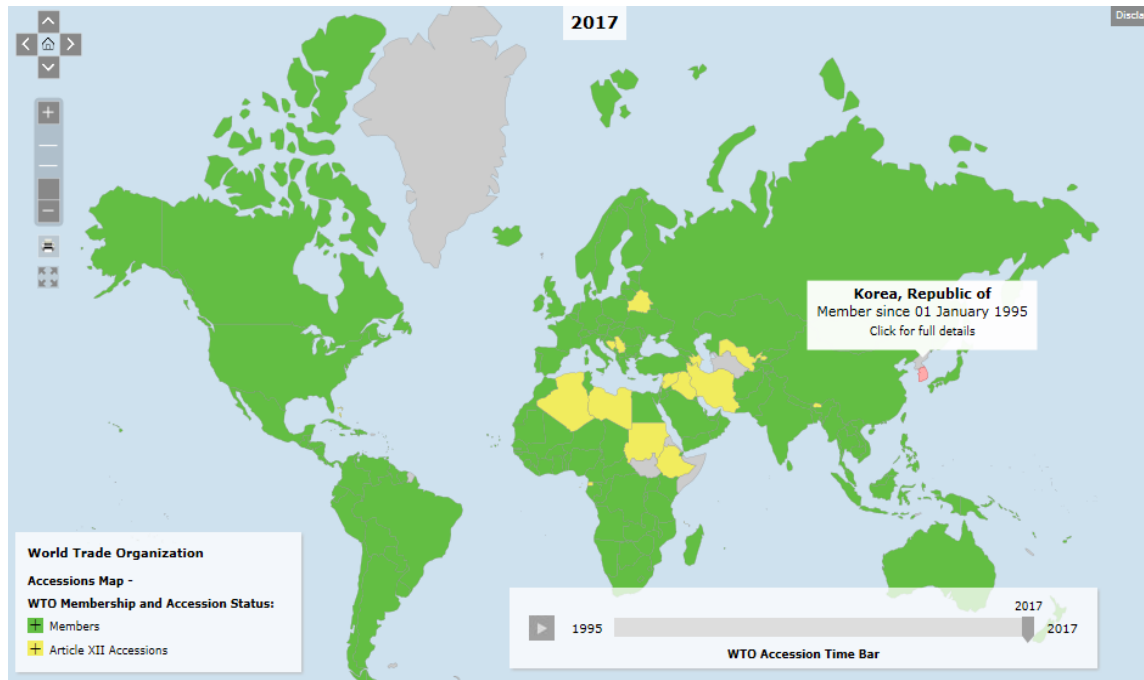 2017
Discla
Korea, Republic of
Member since 01 January 1995
Click for full details
World Trade Organization
Accessions Map -
WTO Membership and Accession Status:
Members
Article XII Accessions
2017
1995
2017
WTO Accession Time Bar